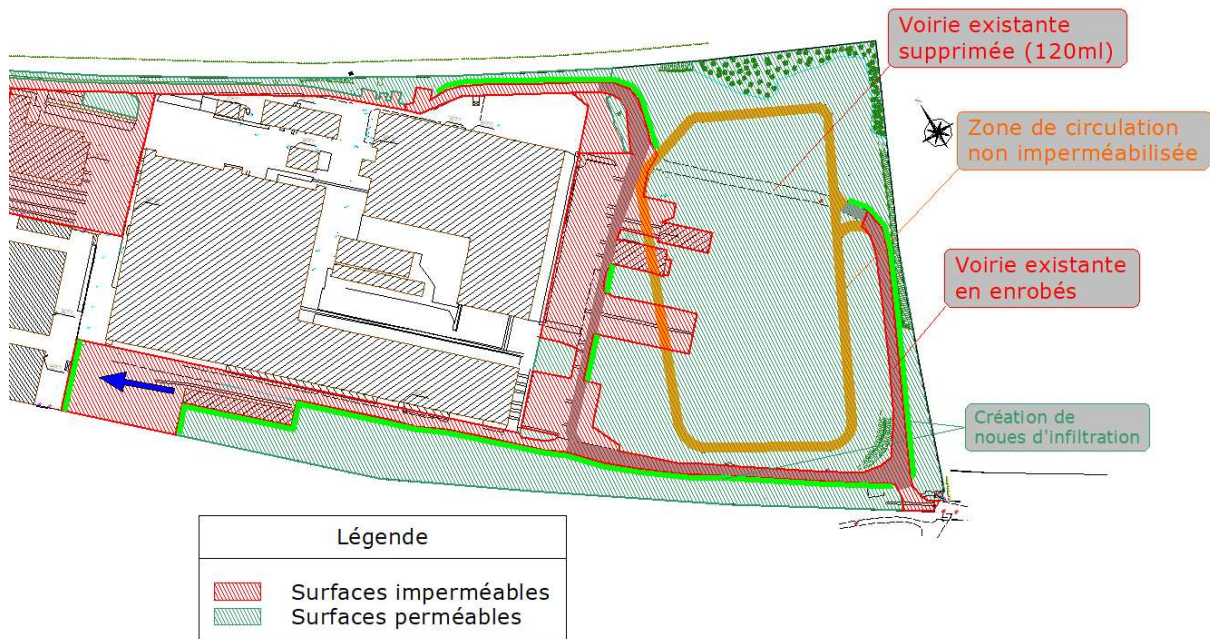 Voirie existante
supprimée (120ml)
Zone de circulation
non imperméabilisée
Voirie existante
en enrobés
Création de
noues d'infiltration
Légende
Surfaces imperméables
Surfaces perméables